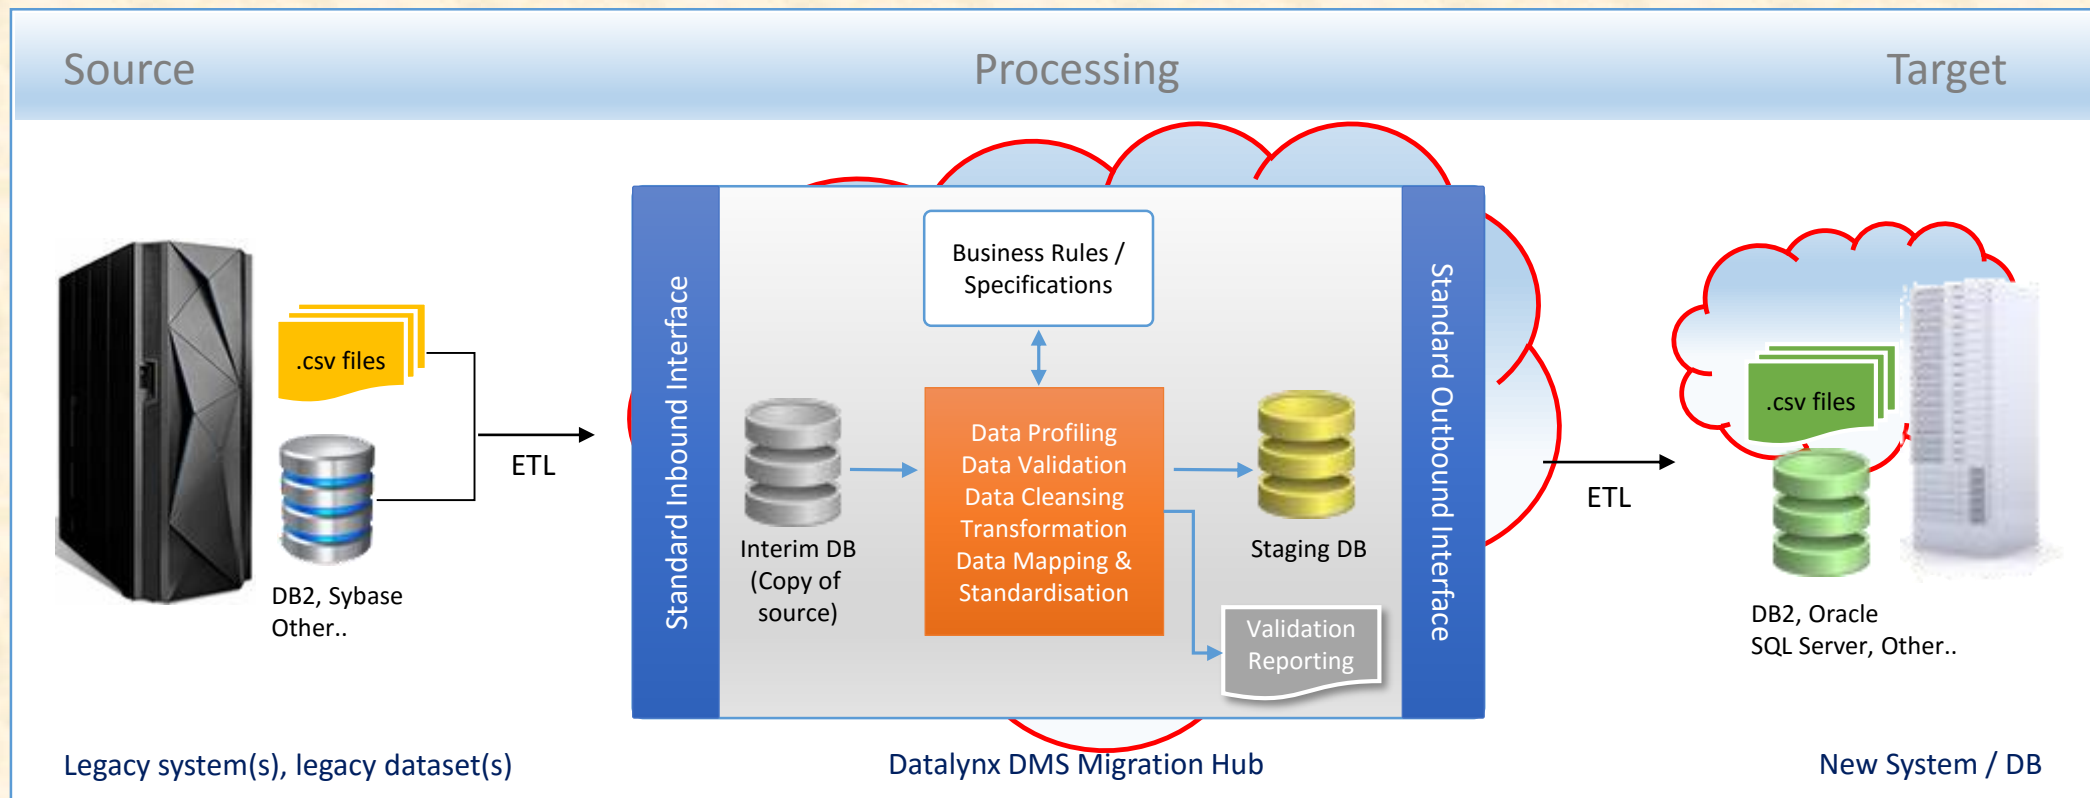 Source
Processing
Target
.csv files
ETL
DB2, Sybase
Other..
Standard Inbound Interface
Business Rules /
Specifications
Interim DB
(Copy of
source)
Data Profiling
Data Validation
Data Cleansing
Transformation
Data Mapping &
Standardisation
Staging DB
Validation
Reporting
Standard Outbound Interface
ETL
.csv files
DB2, Oracle
SQL Server, Other..
Legacy system(s), legacy dataset(s)
Datalynx DMS Migration Hub
New System / DB